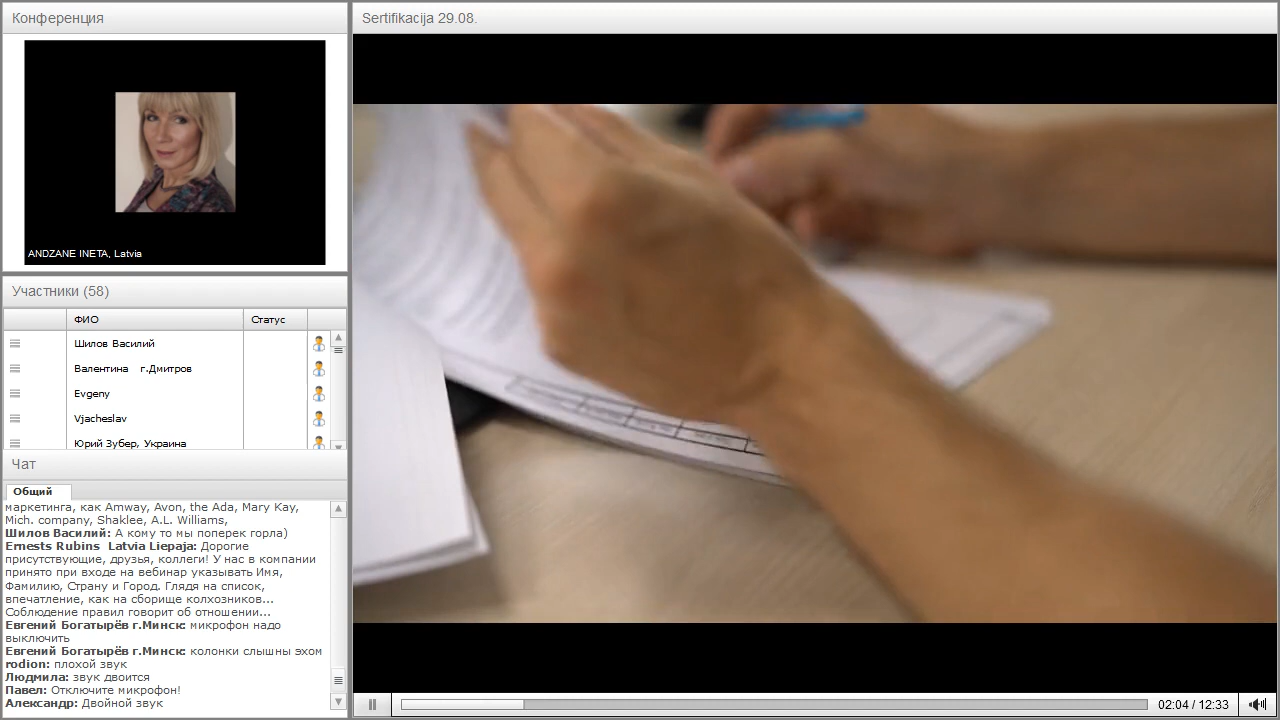 Конференция
ANDZANE INETA, Latvia
Участники (58)
ФИО Статус
Шилов Василий
Валентина г.Дмитров
Evgeny
Vjacheslav
Юрий Зубер, Украина
Чат
Общий
маркетинга, как Amway, Avon, the Ada, Mary Kay,
Mich. company, Shaklee, A.L. Williams,
Шилов Василий: А кому то мы поперек горла)
Ernests Rubins Latvia Liepaja: Дорогие
присутствующие, друзья, коллеги! У нас в компании
принято при входе на вебинар указывать Имя,
Фамилию, Страну и Город. Глядя на список,
впечатление, как на сборище колхозников...
Соблюдение правил говорит об отношении...
Евгений Богатырёв г.Минск: микрофон надо
выключить
Евгений Богатырёв г.Минск: колонки слышны эхом
rodion: плохой звук
Людмила: звук двоится
Павел: Отключите микрофон!
Александр: Двойной звук
Sertifikacija 29.08.
02:04 / 12:33